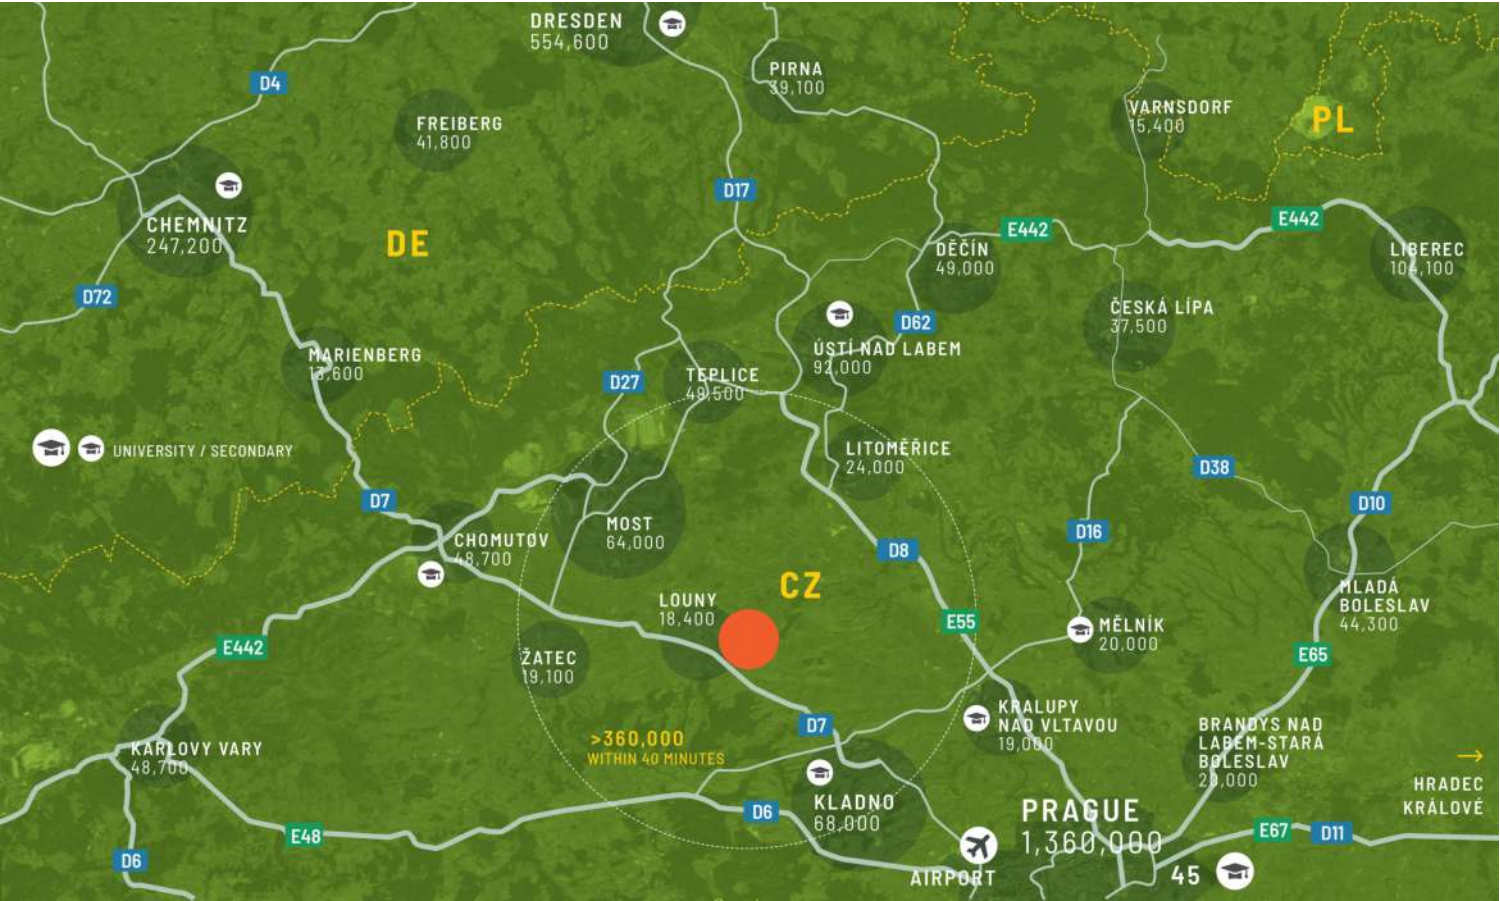 DRESDEN
554,600
PIRNA
39,100
D4
FREIBERG
41,800
VARNSDORF
15,400
PL
D17
CHEMNITZ
247,200
DE
E442
E442
DĚČÍN
49,000
LIBEREC
104,100
D72
ČESKÁ LÍPA
37,500
D62
MARIENBERG
13,600
ÚSTÍ NAD LABEM
92,000
D27
TEPLICE
49,500
UNIVERSITY / SECONDARY
LITOMĚŘICE
24,000
D38
D7
D10
MOST
64,000
CHOMUTOV
48,700
D16
D8
CZ
LOUNY
18,400
MLADÁ
BOLESLAV
44,300
E55
MĚLNÍK
20,000
E442
ŽATEC
19,100
E65
KRALUPY
NAD VLTAVOU
19,000
D7
BRANDYS NAD
LABEM-STARÁ
BOLESLAV
20,000
>360,000
WITHIN 40 MINUTES
KARLOVY VARY
48,700
→
HRADEC
KRÁLOVÉ
KLADNO
68,000
D6
PRAGUE
1,360,000
E48
E67
D11
D6
AIRPORT
45